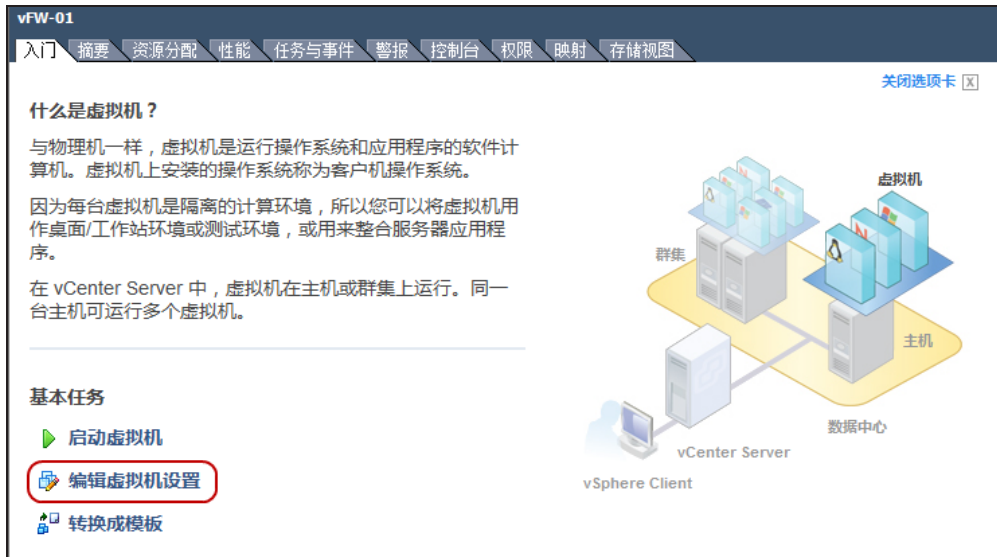 vFW-01
入门 摘要 资源分配 性能 任务与事件 警报 控制台 权限 映射 存储视图
关闭选项卡 X
什么是虚拟机？
与物理机一样，虚拟机是运行操作系统和应用程序的软件计
算机。虚拟机上安装的操作系统称为客户机操作系统。
因为每台虚拟机是隔离的计算环境，所以您可以将虚拟机用
作桌面/工作站环境或测试环境，或用来整合服务器应用程
序。
在 vCenter Server 中，虚拟机在主机或群集上运行。同一
台主机可运行多个虚拟机。
虚拟机
群集
主机
数据中心
vCenter Server
vSphere Client
基本任务
启动虚拟机
编辑虚拟机设置
转换成模板